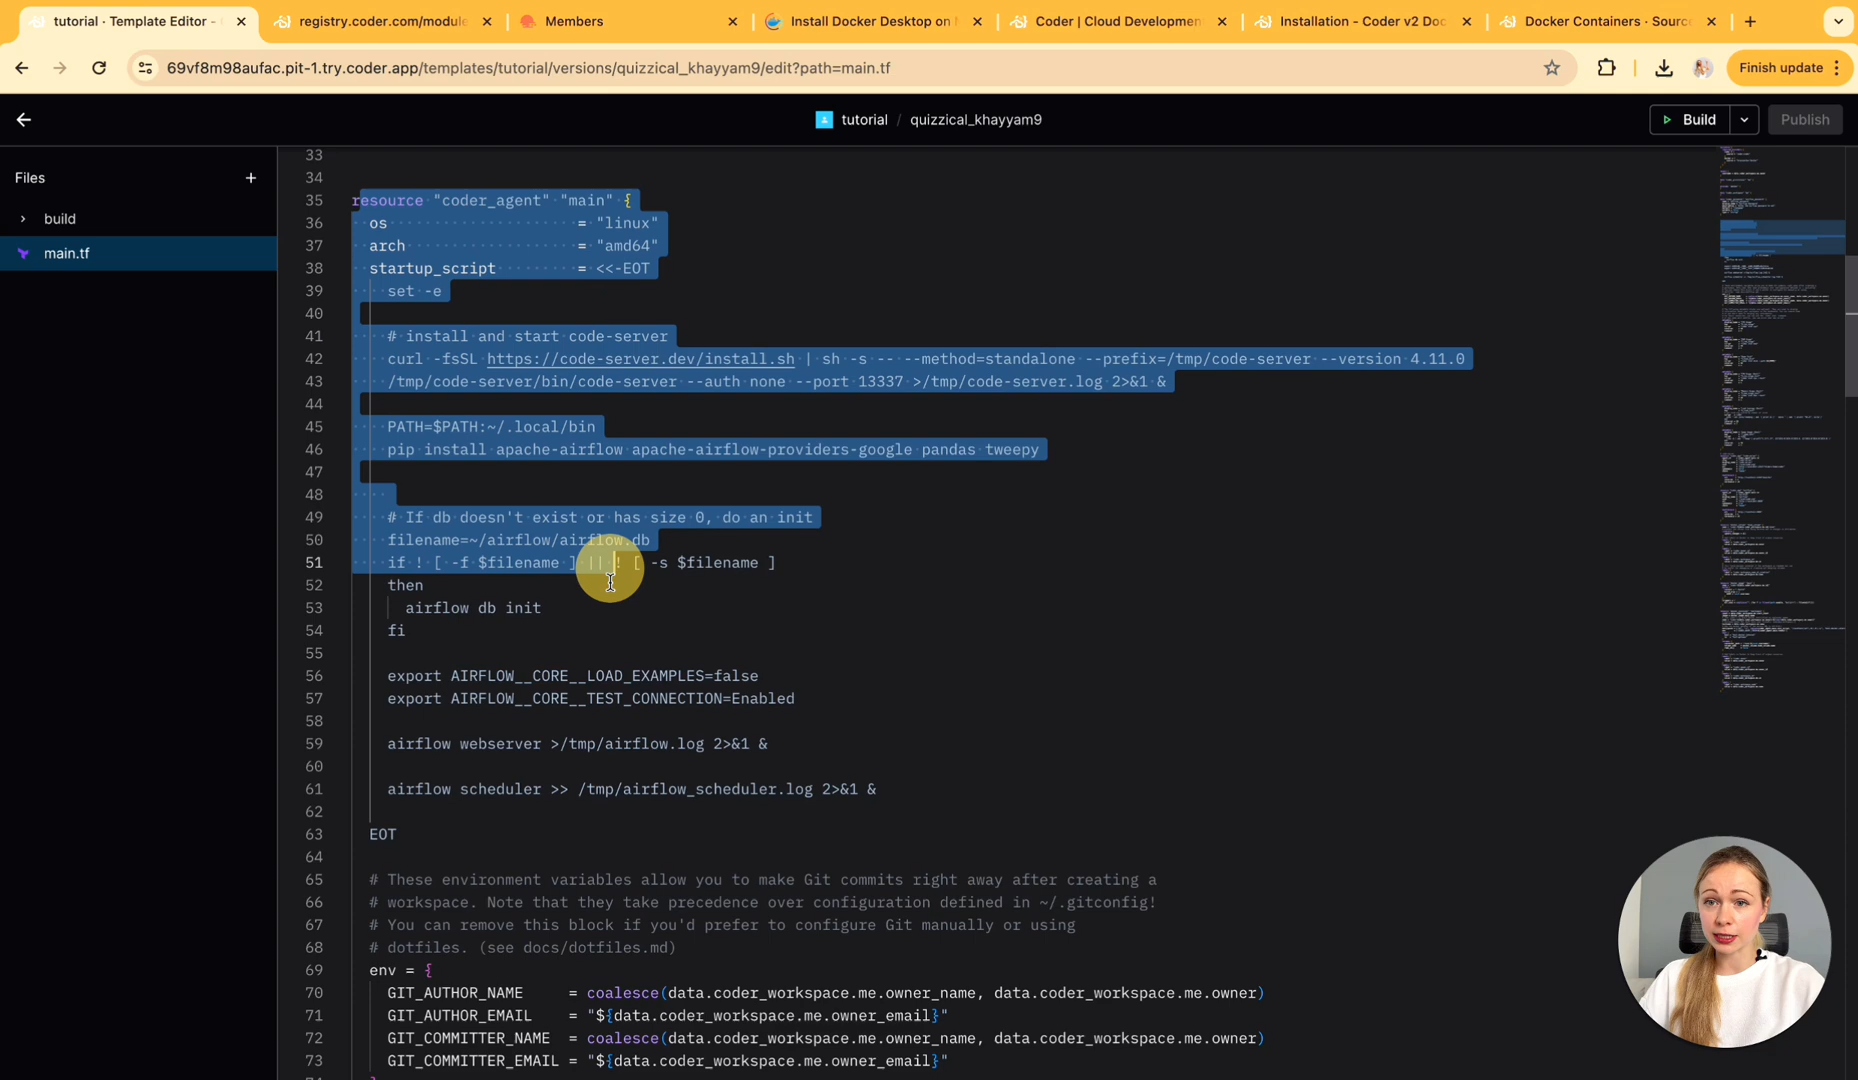 tutorial · Template Editor -
registry.coder.com/module
Members
Install Docker Desktop on
Coder | Cloud Development
Installation - Coder v2 Doc
Docker Containers · Sourc
69vf8m98aufac.pit-1.try.coder.app/templates/tutorial/versions/quizzical_khayyam9/edit?path=main.tf
Finish update
tutorial / quizzical_khayyam9
Build
Publish
Files
build
main.tf
33
34
35 resource "coder_agent" "main" {
36 os = "linux"
37 arch = "amd64"
38 startup_script = <<-EOT
39 set -e
40
41 # install and start code-server
42 curl -fsSL https://code-server.dev/install.sh | sh -s -- --method=standalone --prefix=/tmp/code-server --version 4.11.0
43 /tmp/code-server/bin/code-server --auth none --port 13337 >/tmp/code-server.log 2>&1 &
44
45 PATH=$PATH:~/.local/bin
46 pip install apache-airflow apache-airflow-providers-google pandas tweepy
47
48
49 # If db doesn't exist or has size 0, do an init
50 filename=~/airflow/airflow.db
51 if ! [ -f $filename ] || ! [ -s $filename ]
52 then
53 airflow db init
54 fi
55
56 export AIRFLOW__CORE__LOAD_EXAMPLES=false
57 export AIRFLOW__CORE__TEST_CONNECTION=Enabled
58
59 airflow webserver >/tmp/airflow.log 2>&1 &
60
61 airflow scheduler >> /tmp/airflow_scheduler.log 2>&1 &
62
63 EOT
64
65 # These environment variables allow you to make Git commits right away after creating a
66 # workspace. Note that they take precedence over configuration defined in ~/.gitconfig!
67 # You can remove this block if you'd prefer to configure Git manually or using
68 # dotfiles. (see docs/dotfiles.md)
69 env = {
70 GIT_AUTHOR_NAME = coalesce(data.coder_workspace.me.owner_name, data.coder_workspace.me.owner)
71 GIT_AUTHOR_EMAIL = "${data.coder_workspace.me.owner_email}"
72 GIT_COMMITTER_NAME = coalesce(data.coder_workspace.me.owner_name, data.coder_workspace.me.owner)
73 GIT_COMMITTER_EMAIL = "${data.coder_workspace.me.owner_email}"